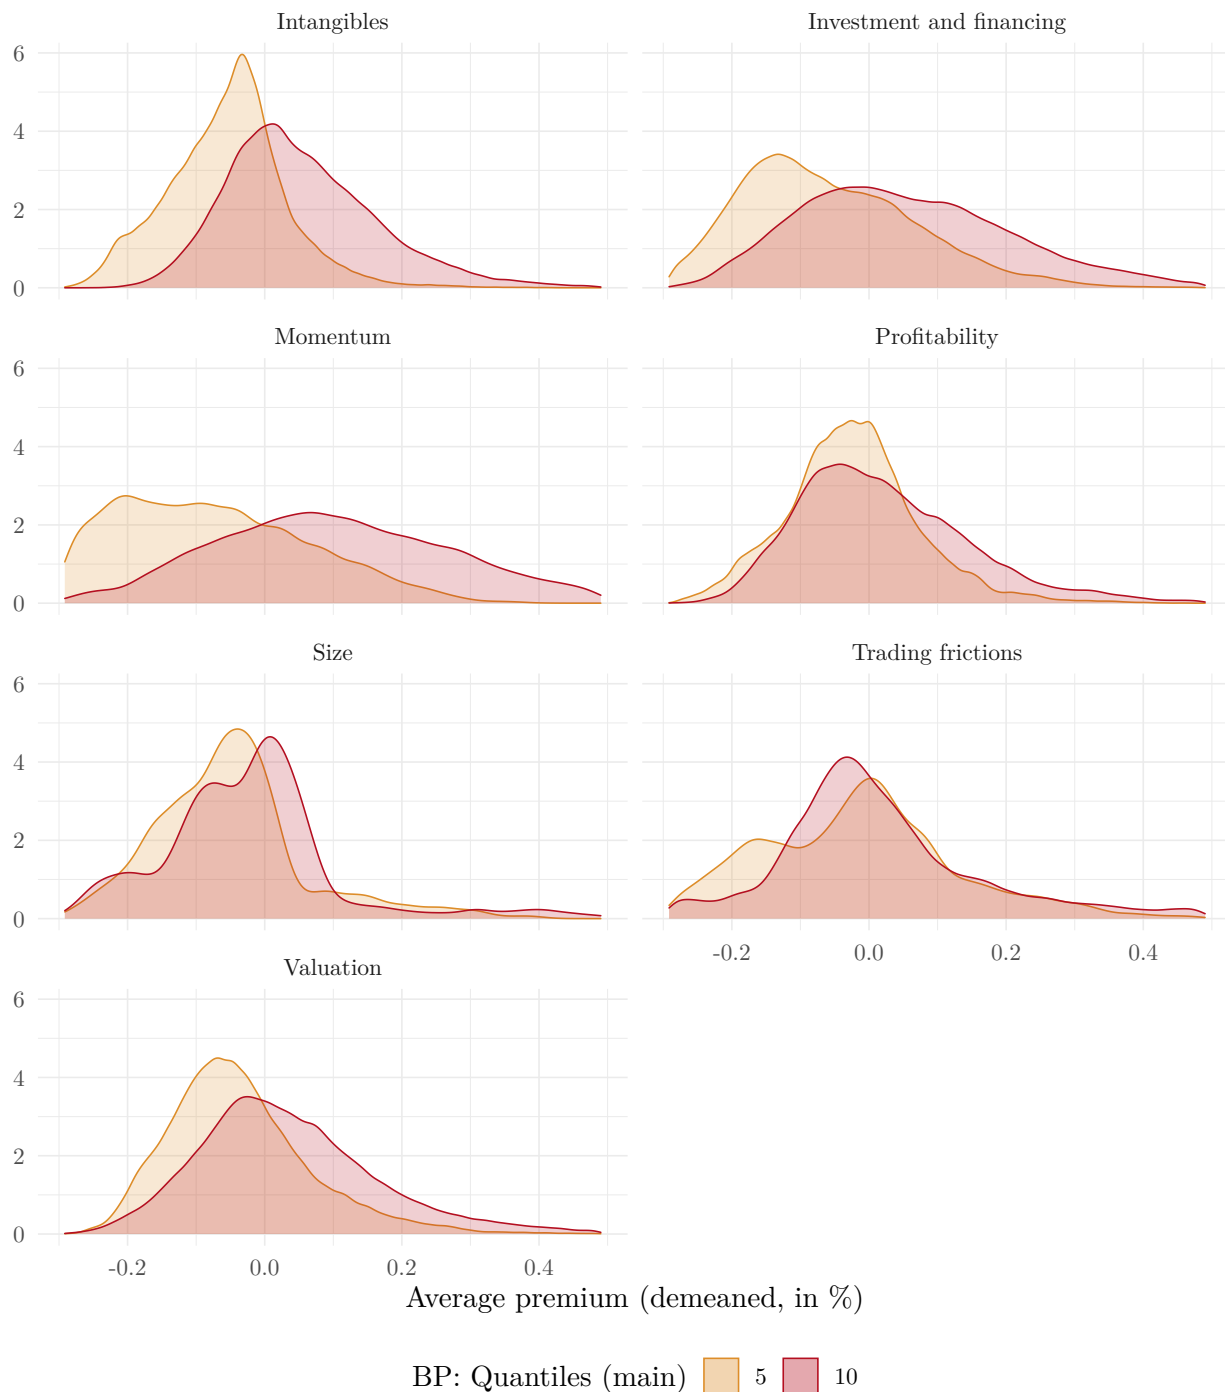 Intangibles
Investment and financing
6
4
2
0
Momentum
Profitability
6
4
2
0
Size
Trading frictions
6
4
2
0
-0.2 0.0 0.2 0.4
Valuation
6
4
2
0
-0.2 0.0 0.2 0.4
Average premium (demeaned, in %)
BP: Quantiles (main) 5 10